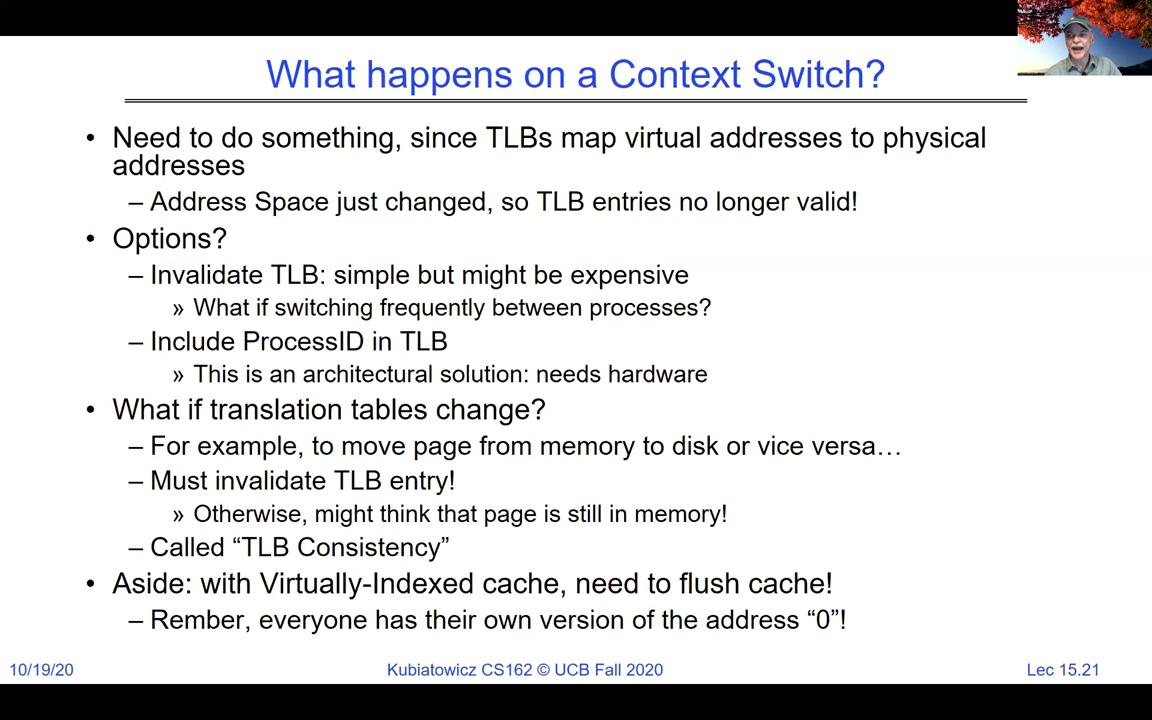 What happens on a Context Switch?
• Need to do something, since TLBs map virtual addresses to physical
addresses
– Address Space just changed, so TLB entries no longer valid!
• Options?
– Invalidate TLB: simple but might be expensive
» What if switching frequently between processes?
– Include ProcessID in TLB
» This is an architectural solution: needs hardware
• What if translation tables change?
– For example, to move page from memory to disk or vice versa…
– Must invalidate TLB entry!
» Otherwise, might think that page is still in memory!
– Called “TLB Consistency”
• Aside: with Virtually-Indexed cache, need to flush cache!
– Rember, everyone has their own version of the address “0”!
10/19/20 Kubiatowicz CS162 © UCB Fall 2020 Lec 15.21